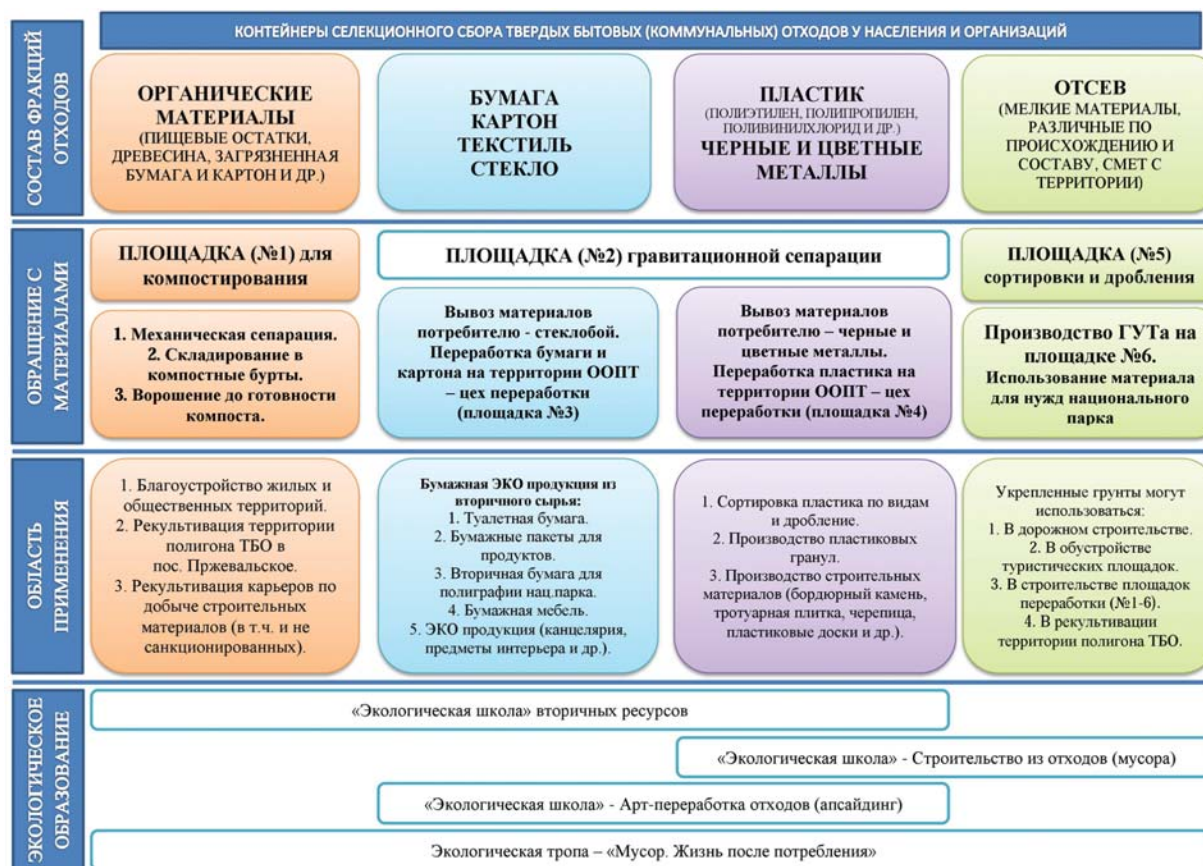 КОНТЕЙНЕРЫ СЕЛЕКЦИОННОГО СБОРА ТВЕРДЫХ БЫТОВЫХ (КОММУНАЛЬНЫХ) ОТХОДОВ У НАСЕЛЕНИЯ И ОРГАНИЗАЦИЙ
СОСТАВ ФРАКЦИЙ
ОТХОДОВ
ОРГАНИЧЕСКИЕ
МАТЕРИАЛЫ
(ПИЩЕВЫЕ ОСТАТКИ,
ДРЕВЕСИНА, ЗАГРЯЗНЕННАЯ
БУМАГА И КАРТОН И ДР.)
БУМАГА
КАРТОН
ТЕКСТИЛЬ
СТЕКЛО
ПЛАСТИК
(ПОЛИЭТИЛЕН, ПОЛИПРОПИЛЕН,
ПОЛИВИНИЛХЛОРИД И ДР.)
ЧЕРНЫЕ И ЦВЕТНЫЕ
МЕТАЛЛЫ
ОТСЕВ
(МЕЛКИЕ МАТЕРИАЛЫ,
РАЗЛИЧНЫЕ ПО
ПРОИСХОЖДЕНИЮ И
СОСТАВУ, СМЕТ С
ТЕРРИТОРИИ)
ОБРАЩЕНИЕ С
МАТЕРИАЛАМИ
ПЛОЩАДКА (№1) для
компостирования
ПЛОЩАДКА (№2) гравитационной сепарации
ПЛОЩАДКА (№5)
сортировки и дробления
1. Механическая сепарация.
2. Складирование в
компостные бурты.
3. Ворошение до готовности
компоста.
Вывоз материалов
потребителю - стеклобой.
Переработка бумаги и
картона на территории ООПТ
– цех переработки
(площадка №3)
Вывоз материалов
потребителю – черные и
цветные металлы.
Переработка пластика на
территории ООПТ – цех
переработки (площадка №4)
Производство ГУТа на
площадке №6.
Использование материала
для нужд национального
парка
ОБЛАСТЬ
ПРИМЕНЕНИЯ
1. Благоустройство жилых и
общественных территорий.
2. Рекультивация территории
полигона ТБО в
пос. Пржевальское.
3. Рекультивация карьеров по
добыче строительных
материалов (в т.ч. и не
санкционированных).
Бумажная ЭКО продукция из
вторичного сырья:
1. Туалетная бумага.
2. Бумажные пакеты для
продуктов.
3. Вторичная бумага для
полиграфии нац.парка.
4. Бумажная мебель.
5. ЭКО продукция (канцелярия,
предметы интерьера и др.).
1. Сортировка пластика по видам
и дробление.
2. Производство пластиковых
гранул.
3. Производство строительных
материалов (бордюрный камень,
тротуарная плитка, черепица,
пластиковые доски и др.).
Укрепленные грунты могут
использоваться:
1. В дорожном строительстве.
2. В обустройстве
туристических площадок.
3. В строительстве площадок
переработки (№1-6).
4. В рекультивации
территории полигона ТБО.
ЭКОЛОГИЧЕСКОЕ
ОБРАЗОВАНИЕ
«Экологическая школа» вторичных ресурсов
«Экологическая школа» - Строительство из отходов (мусора)
«Экологическая школа» - Арт-переработка отходов (апсайдинг)
Экологическая тропа – «Мусор. Жизнь после потребления»